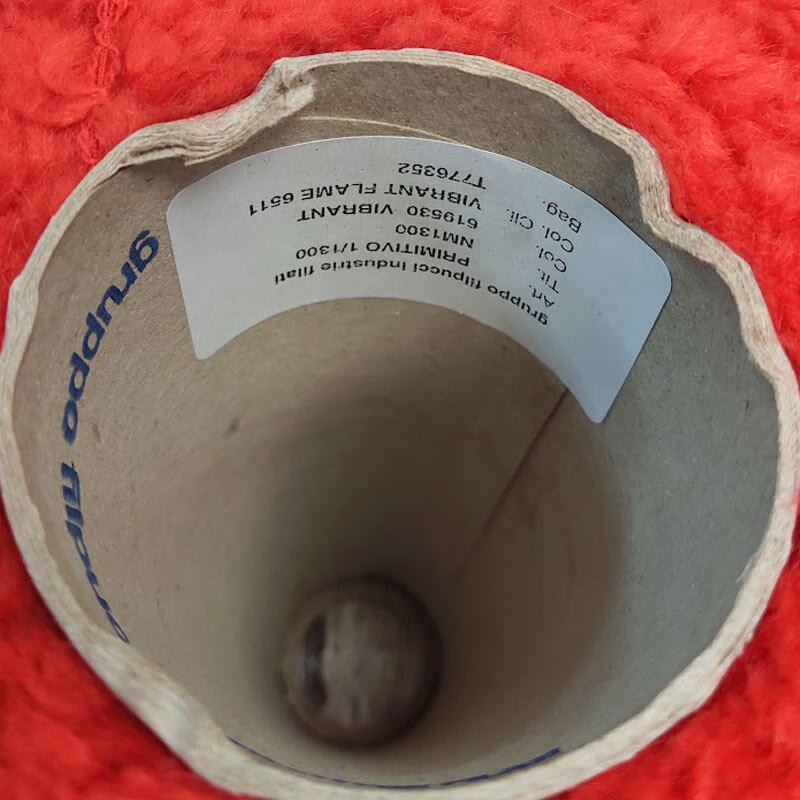 gruppo filpucci industrie filati
Art. PRIMITIVO 1/1300
Tit. NM1300
Col. 619530 VIBRANT
Col. Cli. VIBRANT FLAME 6511
Bag. T776352
gruppo filpucc